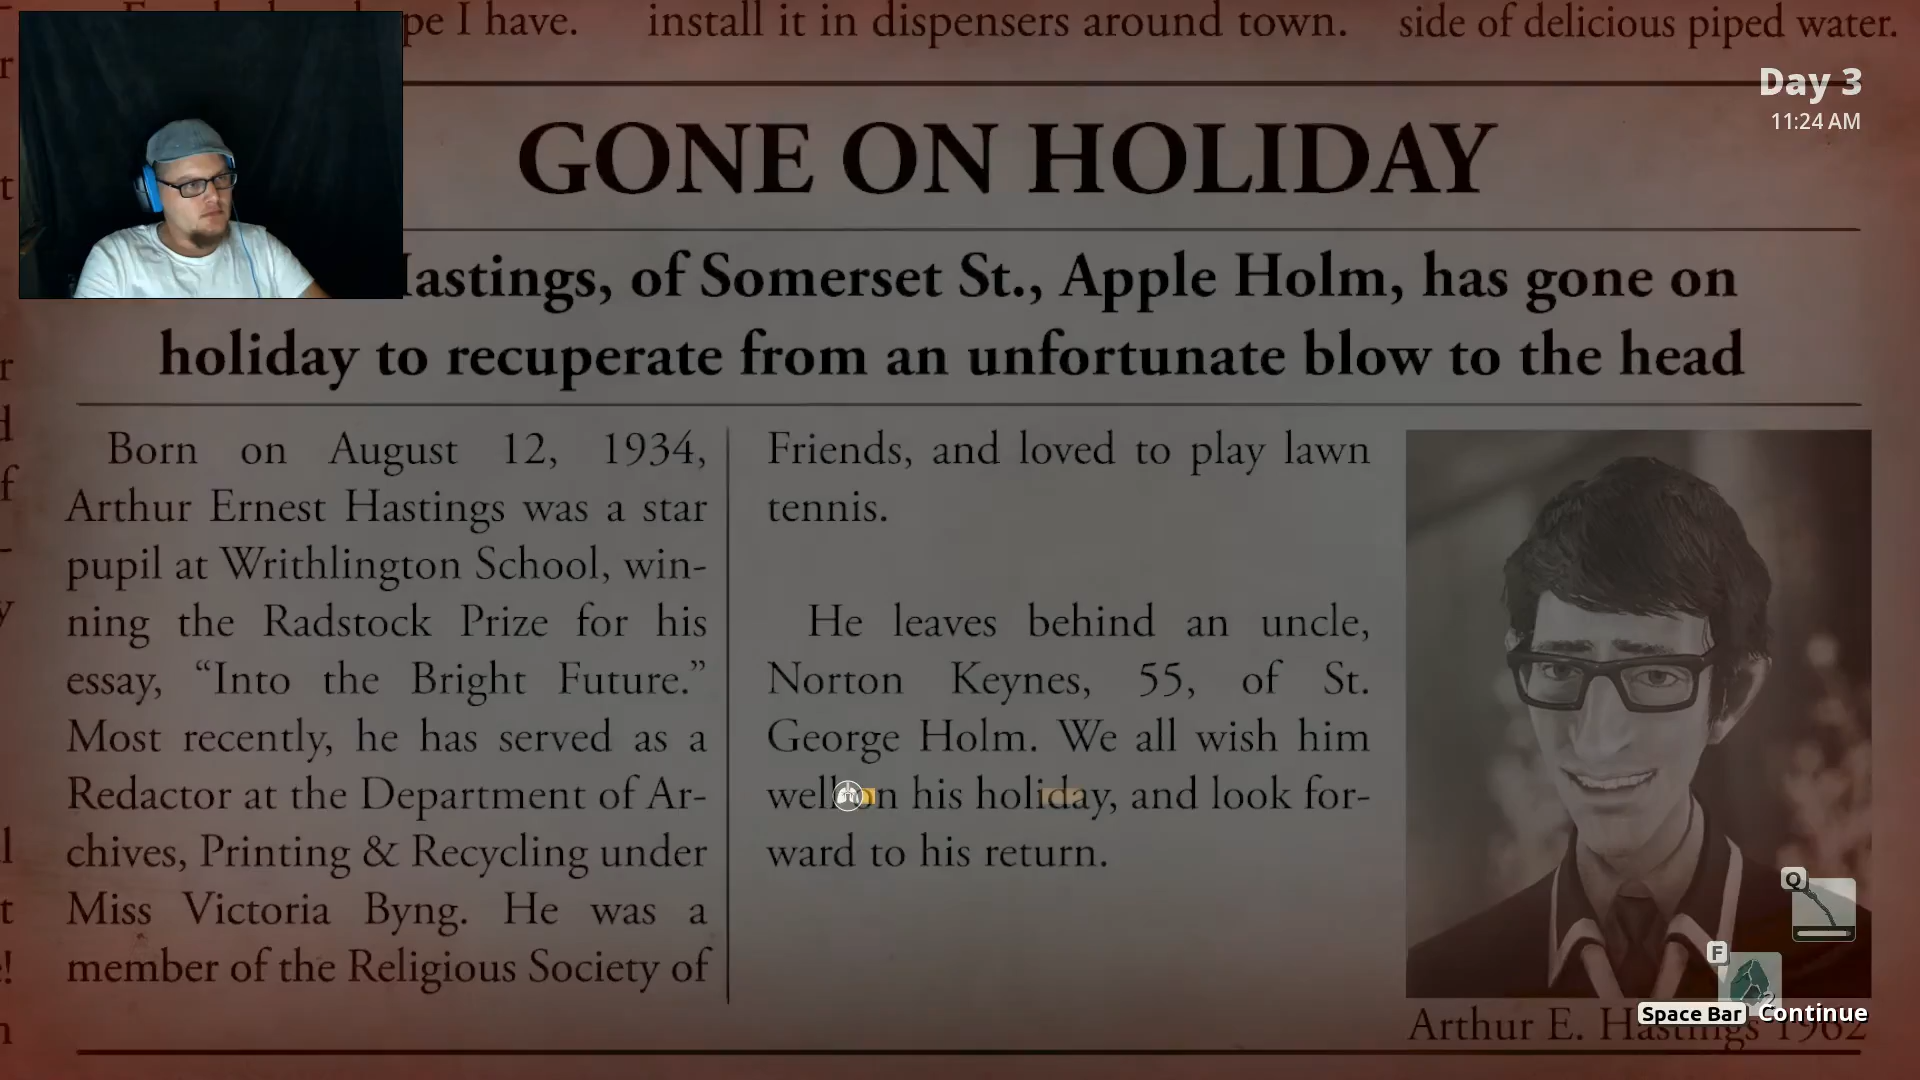 pe I have.
install it in dispensers around town.
side of delicious piped water.
Day 3
11:24 AM
GONE ON HOLIDAY
Hastings, of Somerset St., Apple Holm, has gone on
holiday to recuperate from an unfortunate blow to the head
Born on August 12, 1934,
Arthur Ernest Hastings was a star
pupil at Writhlington School, win-
ning the Radstock Prize for his
essay, “Into the Bright Future.”
Most recently, he has served as a
Redactor at the Department of Ar-
chives, Printing & Recycling under
Miss Victoria Byng. He was a
member of the Religious Society of
Friends, and loved to play lawn
tennis.
He leaves behind an uncle,
Norton Keynes, 55, of St.
George Holm. We all wish him
well on his holiday, and look for-
ward to his return.
Q
F
2
Space Bar Continue
Arthur E. Hastings 1962